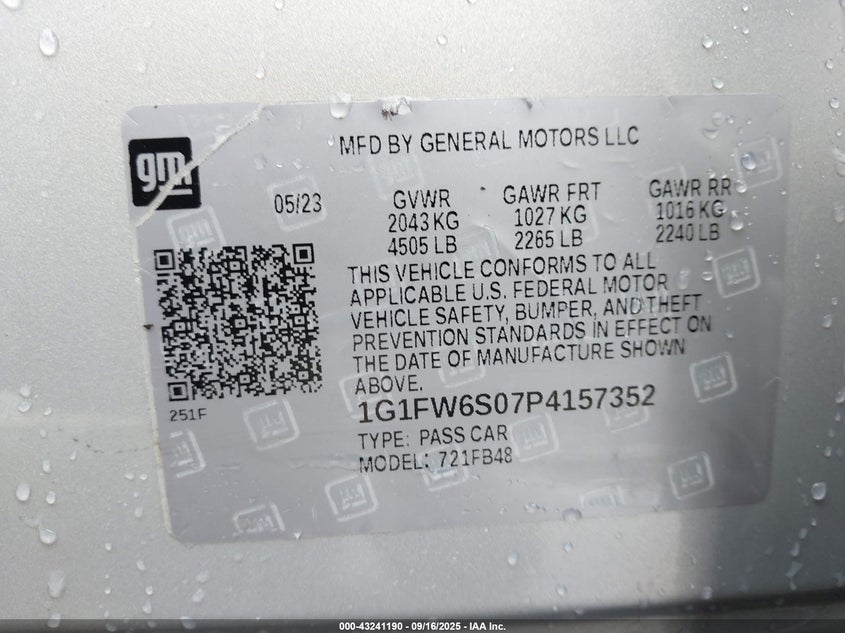 MFD BY GENERAL MOTORS LLC
gm
05/23
GVWR GAWR FRT GAWR RR
2043 KG 1027 KG 1016 KG
4505 LB 2265 LB 2240 LB
THIS VEHICLE CONFORMS TO ALL
APPLICABLE U.S. FEDERAL MOTOR
VEHICLE SAFETY, BUMPER, AND THEFT
PREVENTION STANDARDS IN EFFECT ON
THE DATE OF MANUFACTURE SHOWN
ABOVE.
251F
1G1FW6S07P4157352
TYPE: PASS CAR
MODEL: 721FB48
000-43241190 - 09/16/2025 - IAA Inc.